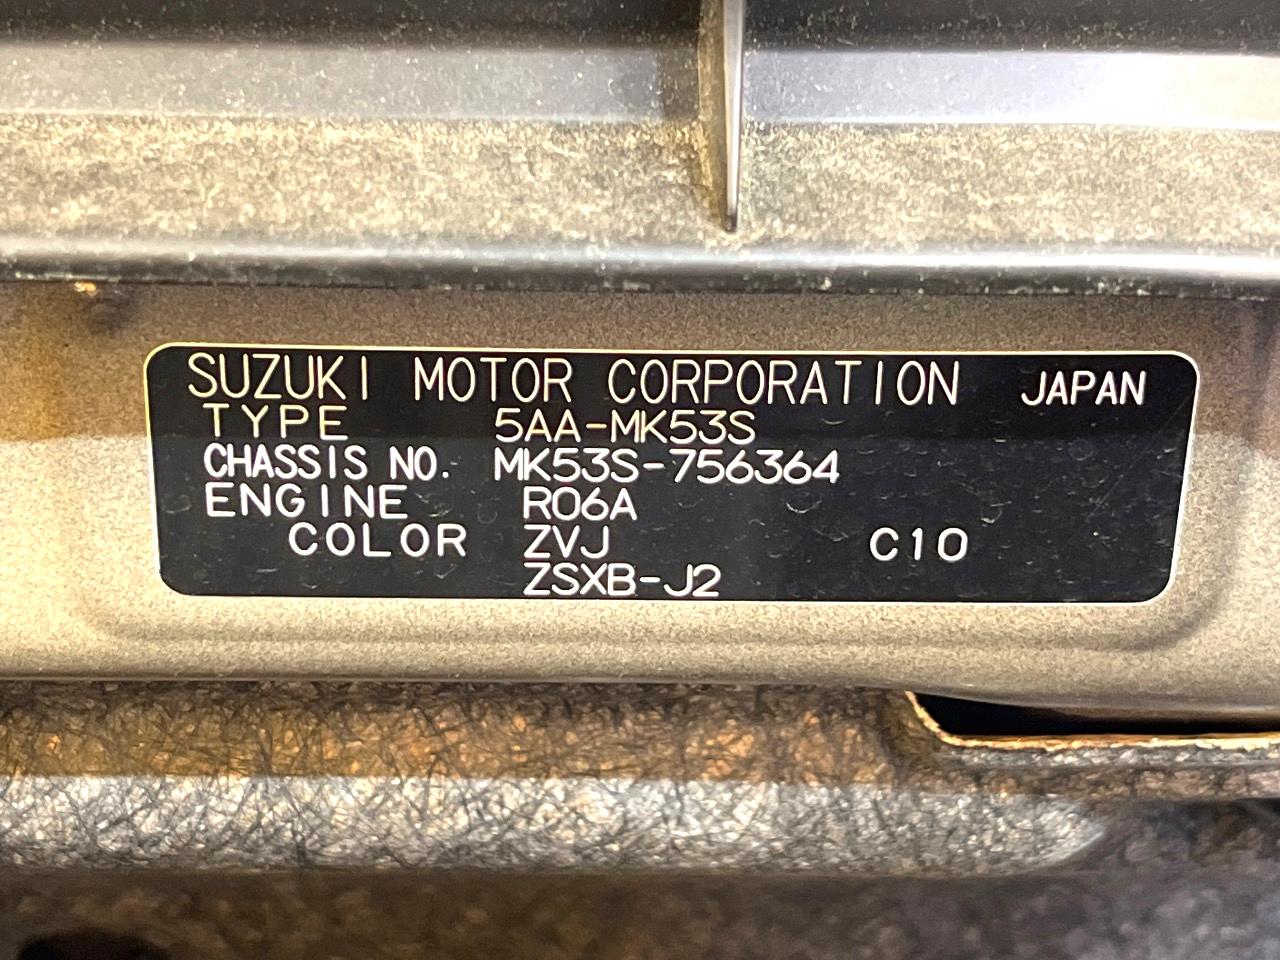 SUZUKI MOTOR CORPORATION JAPAN
TYPE 5AA-MK53S
CHASSIS NO. MK53S-756364
ENGINE R06A
COLOR ZVJ C10
ZSXB-J2